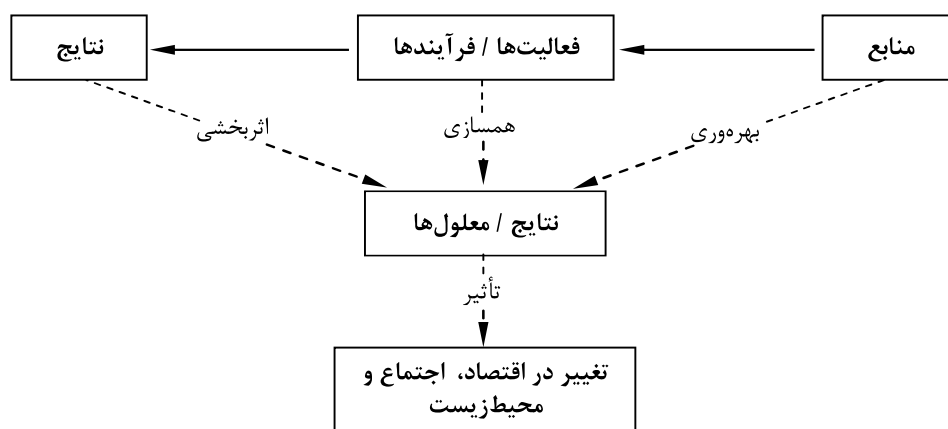 منابع
فعالیت‌ها / فرآیندها
نتایج
بهره‌وری
همسازی
اثربخشی
نتایج / معلول‌ها
تأثیر
تغییر در اقتصاد، اجتماع و
محیط‌زیست